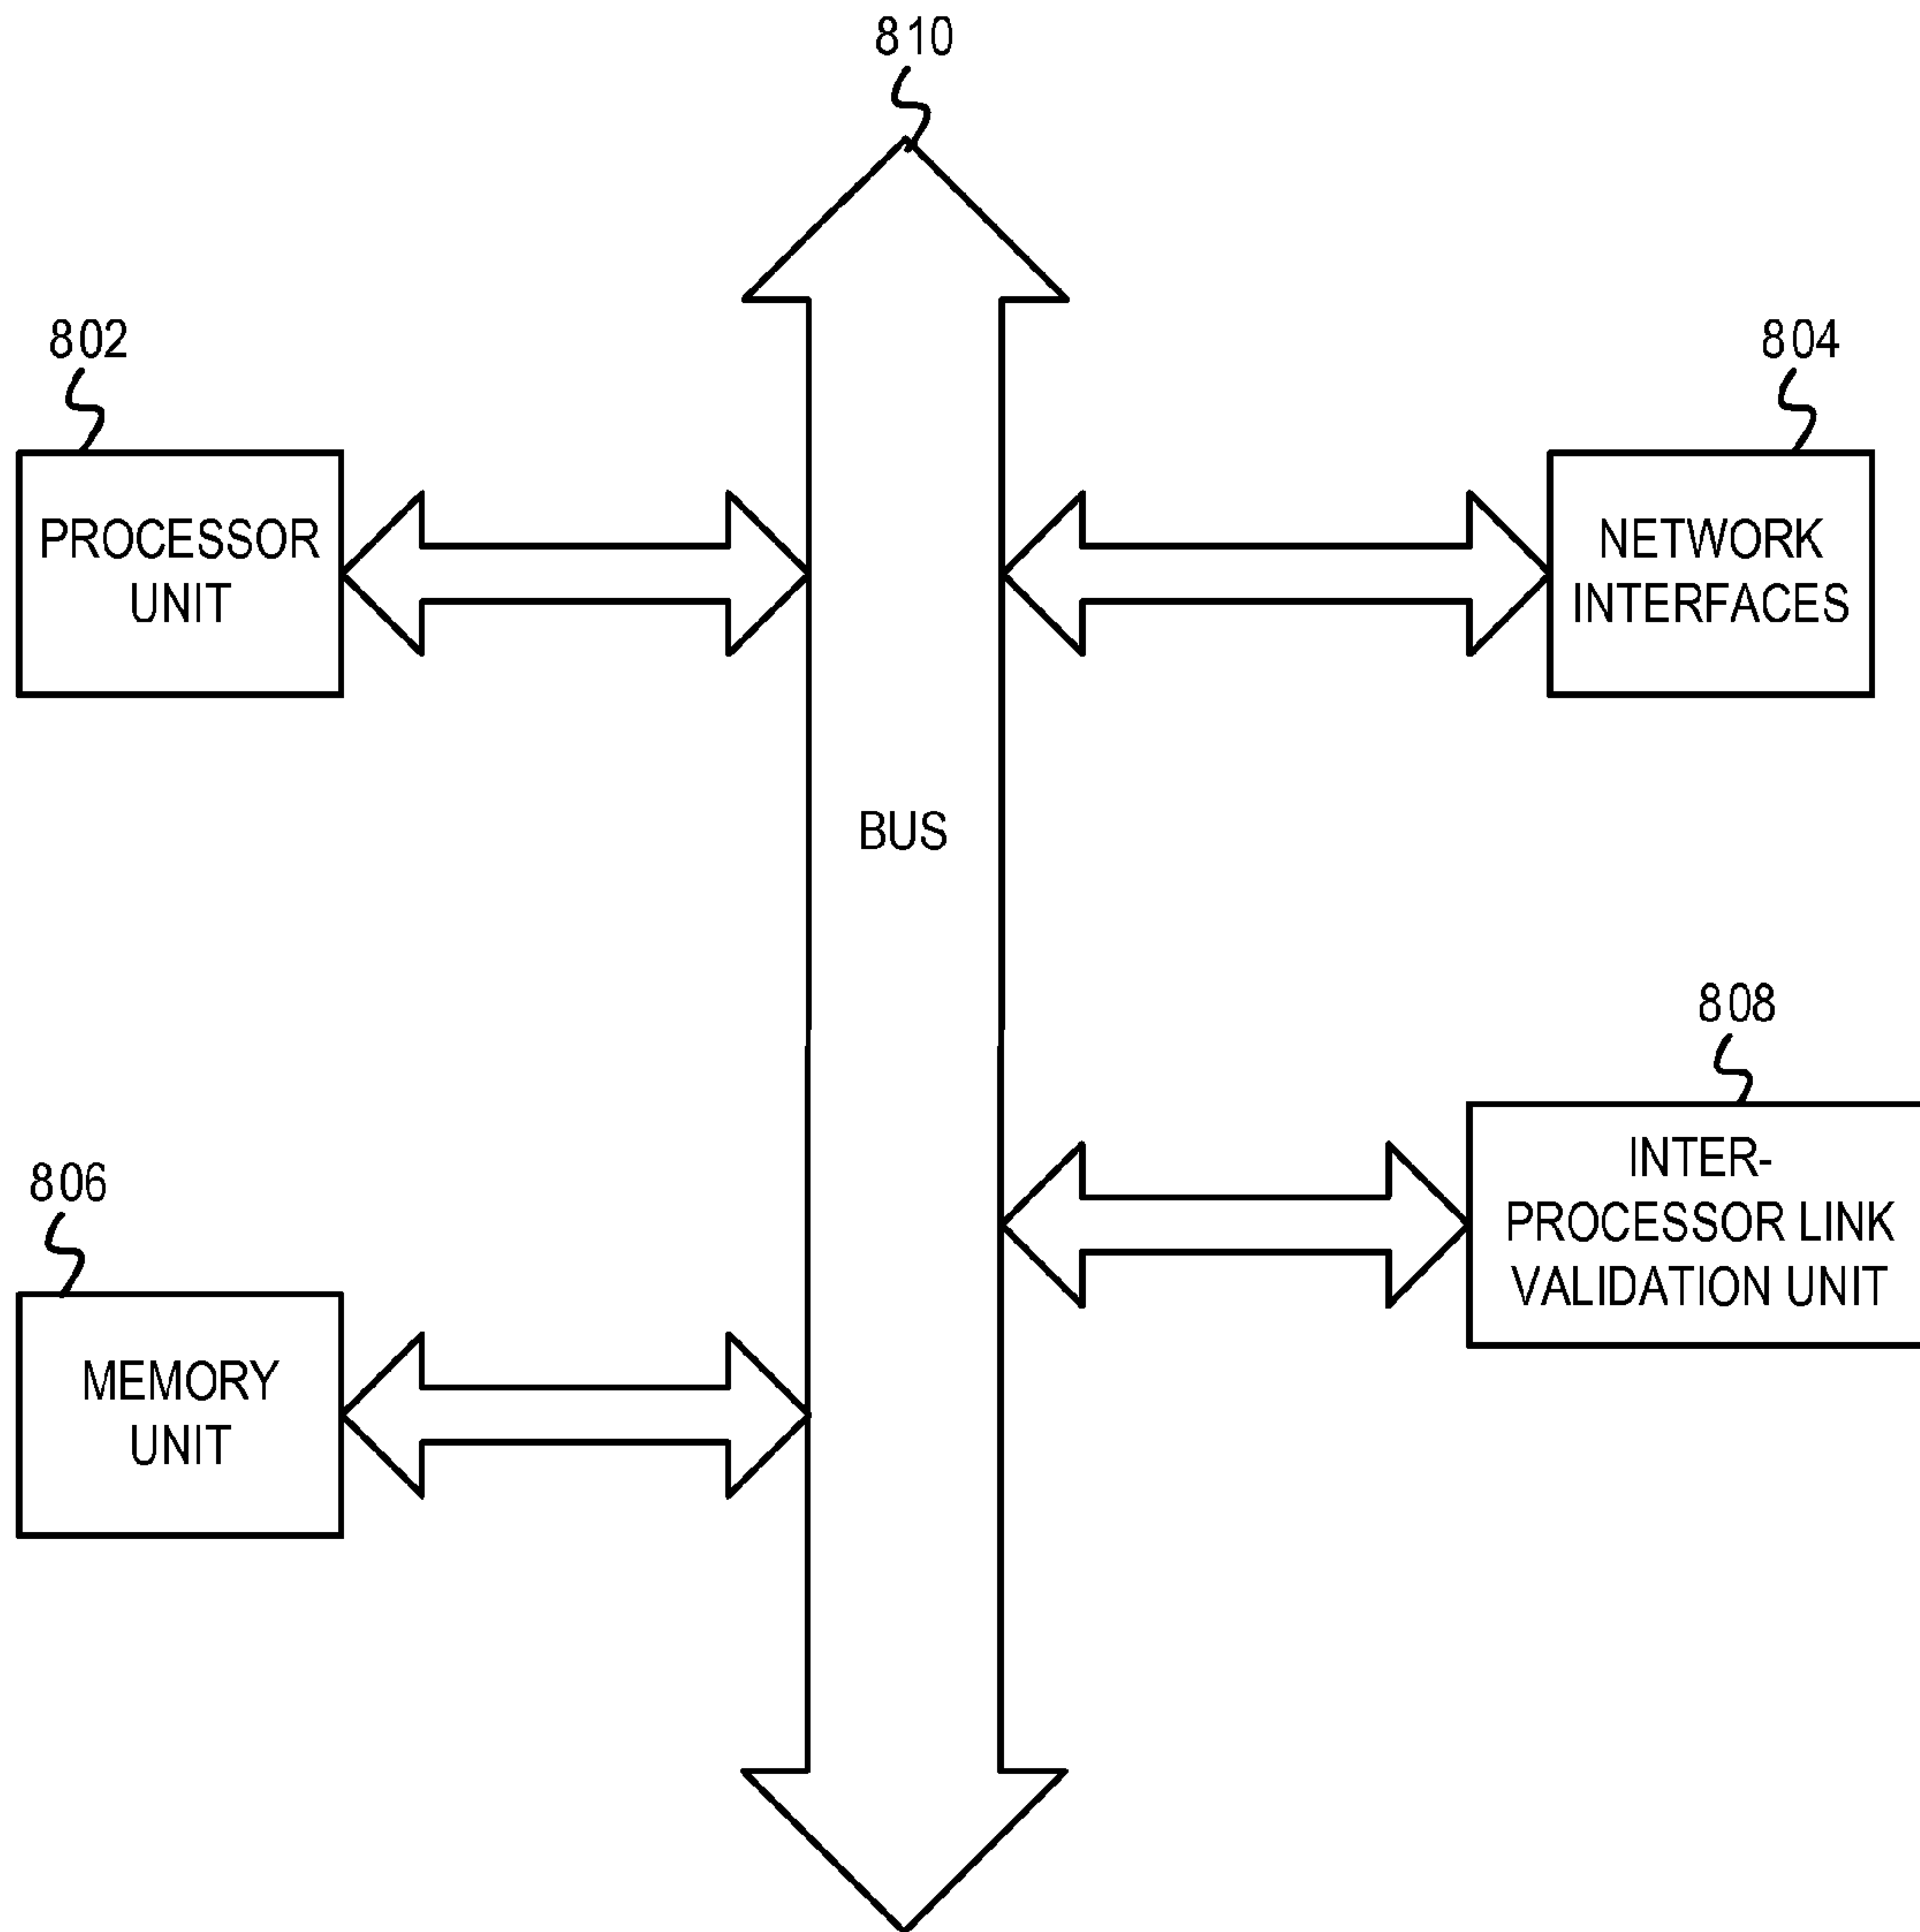 810
802
804
PROCESSOR
UNIT
NETWORK
INTERFACES
BUS
808
INTER-
PROCESSOR LINK
VALIDATION UNIT
806
MEMORY
UNIT